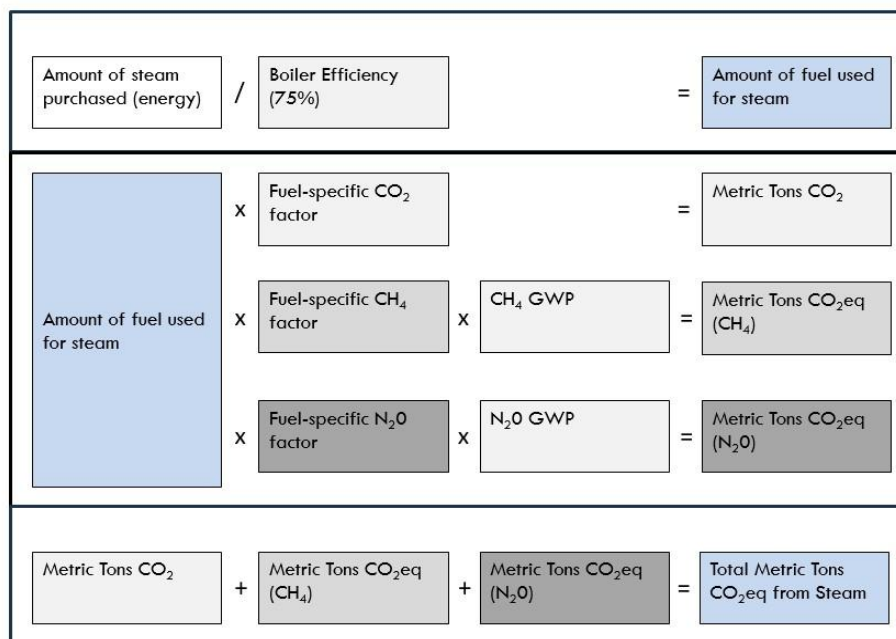 Amount of steam
purchased (energy)
/
Boiler Efficiency
(75%)
=
Amount of fuel used
for steam
Amount of fuel used
for steam
x
Fuel-specific CO₂
factor
=
Metric Tons CO₂
x
Fuel-specific CH₄
factor
x
CH₄ GWP
=
Metric Tons CO₂eq
(CH₄)
x
Fuel-specific N₂0
factor
x
N₂0 GWP
=
Metric Tons CO₂eq
(N₂0)
Metric Tons CO₂
+
Metric Tons CO₂eq
(CH₄)
+
Metric Tons CO₂eq
(N₂0)
=
Total Metric Tons
CO₂eq from Steam